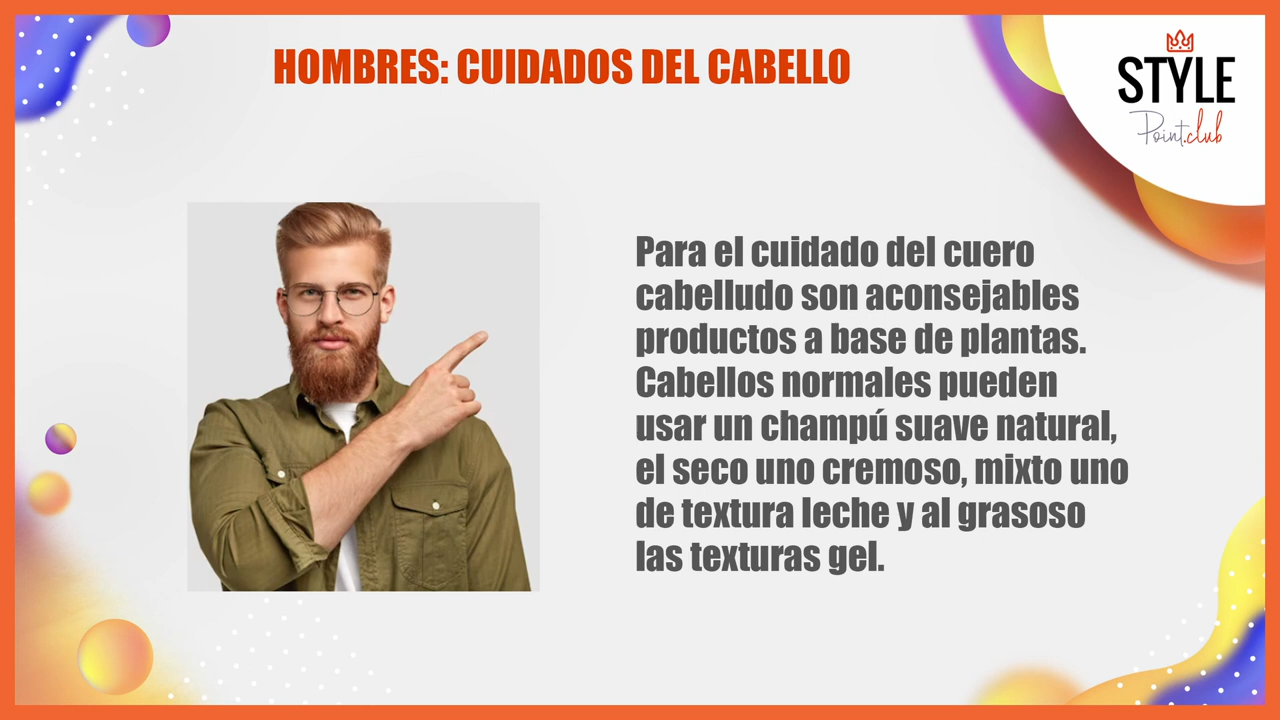 HOMBRES: CUIDADOS DEL CABELLO
STYLE
Point.club
Para el cuidado del cuero
cabelludo son aconsejables
productos a base de plantas.
Cabellos normales pueden
usar un champú suave natural,
el seco uno cremoso, mixto uno
de textura leche y al grasoso
las texturas gel.